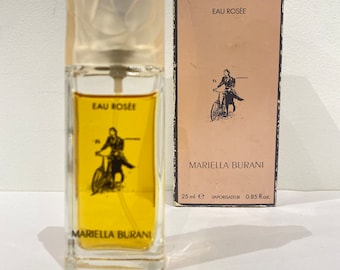 EAU ROSÉE
MARIELLA BURANI
EAU ROSÉE
MARIELLA BURANI
25 ml e VAPORISATEUR 0.85 fl.oz.